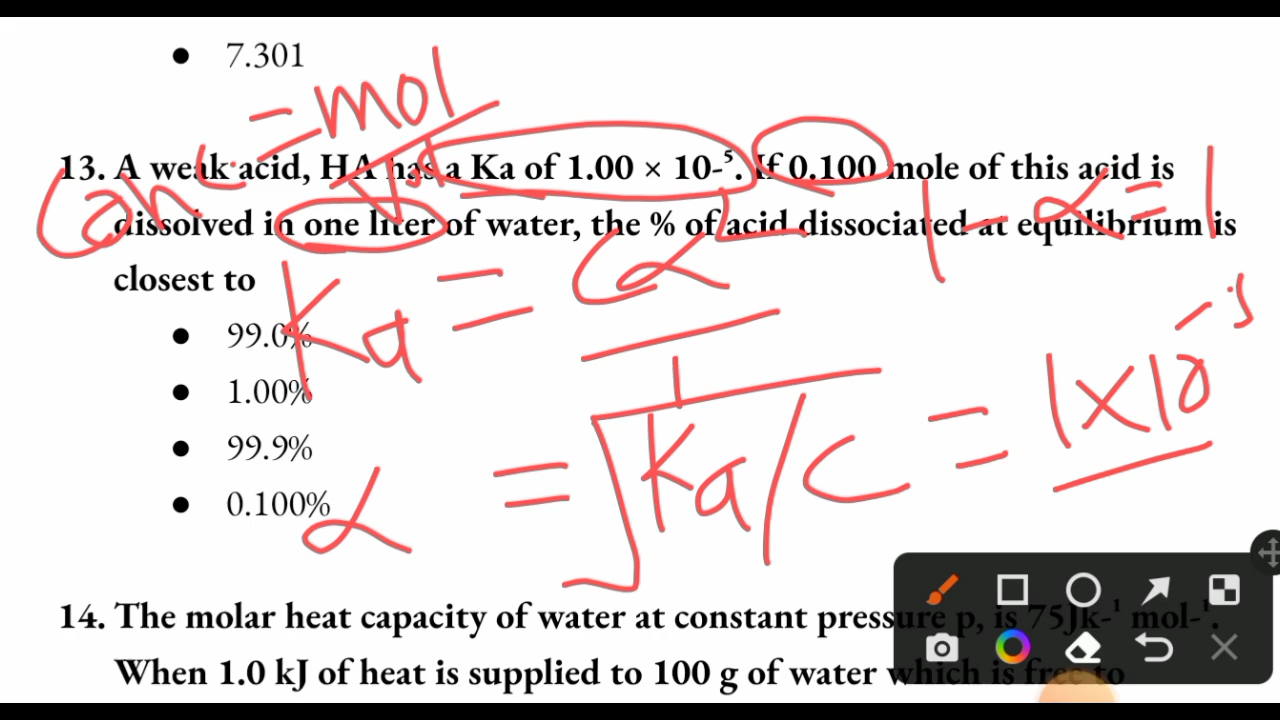 ● 7.301
= mol
13. A weak acid, HA has a Ka of 1.00 × 10-⁵. If 0.100 mole of this acid is
1 - α = 1
dissolved in one liter of water, the % of acid dissociated at equilibrium is
closest to
Ka = Cα²
1
● 99.0%
● 1.00%
α = √Ka/C = 1×10⁻⁵
● 99.9%
● 0.100%
14. The molar heat capacity of water at constant pressure p, is 75Jk-¹ mol-¹.
When 1.0 kJ of heat is supplied to 100 g of water which is free to